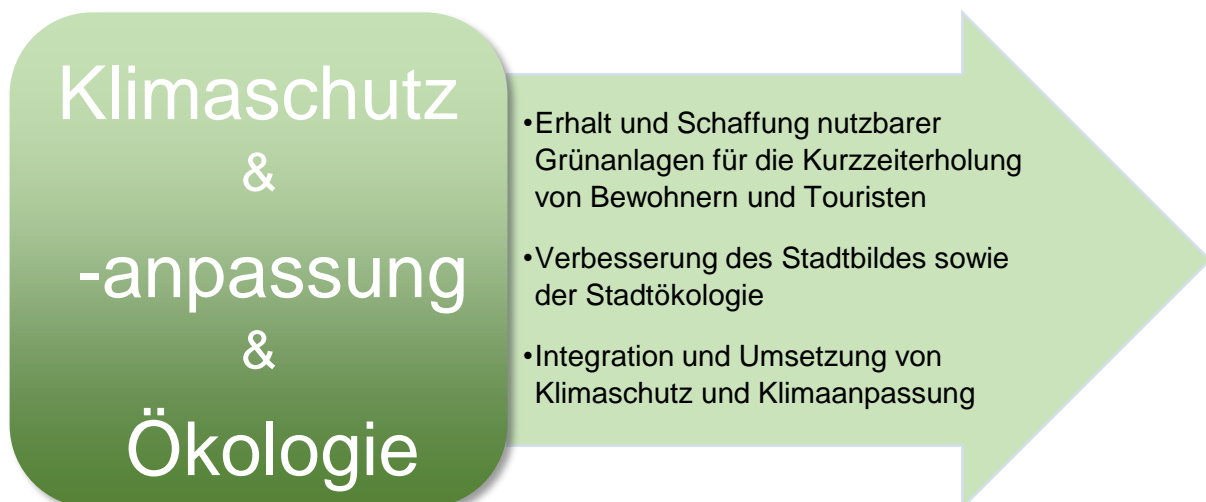 Klimaschutz
&
-anpassung
&
Ökologie
•Erhalt und Schaffung nutzbarer
Grünanlagen für die Kurzzeiterholung
von Bewohnern und Touristen
•Verbesserung des Stadtbildes sowie
der Stadtökologie
•Integration und Umsetzung von
Klimaschutz und Klimaanpassung